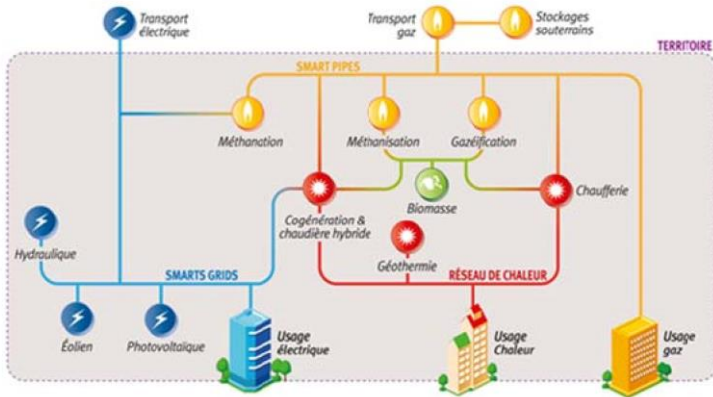 Transport
électrique
Transport
gaz
Stockages
souterrains
TERRITOIRE
SMART PIPES
Méthanation
Méthanisation
Gazéification
Cogénération &
chaudière hybride
Biomasse
Chaufferie
Hydraulique
Géothermie
SMARTS GRIDS
RÉSEAU DE CHALEUR
Éolien
Photovoltaïque
Usage
électrique
Usage
Chaleur
Usage
gaz